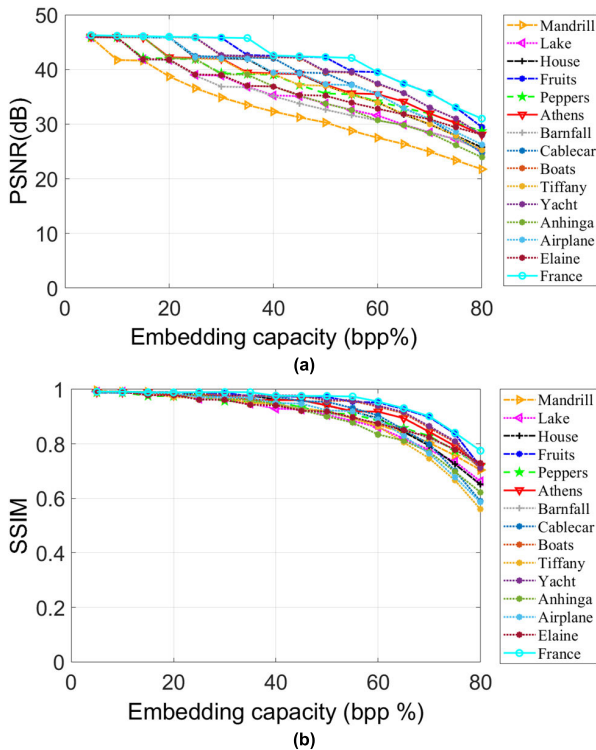 50
40
30
20
10
0
PSNR(dB)
0 20 40 60 80
Embedding capacity (bpp%)
Mandrill
Lake
House
Fruits
Peppers
Athens
Barnfall
Cablecar
Boats
Tiffany
Yacht
Anhinga
Airplane
Elaine
France
(a)
1
0.8
0.6
0.4
0.2
0
SSIM
0 20 40 60 80
Embedding capacity (bpp %)
Mandrill
Lake
House
Fruits
Peppers
Athens
Barnfall
Cablecar
Boats
Tiffany
Yacht
Anhinga
Airplane
Elaine
France
(b)